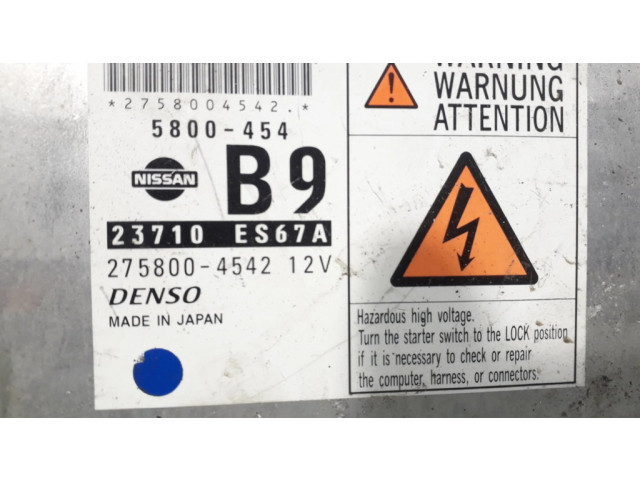 *2758004542.*
5800-454
NISSAN
B9
23710 ES67A
275800-4542 12V
DENSO
MADE IN JAPAN
WARNING
WARNUNG
ATTENTION
Hazardous high voltage.
Turn the starter switch to the LOCK position
if it is necessary to check or repair
the computer, harness, or connectors.